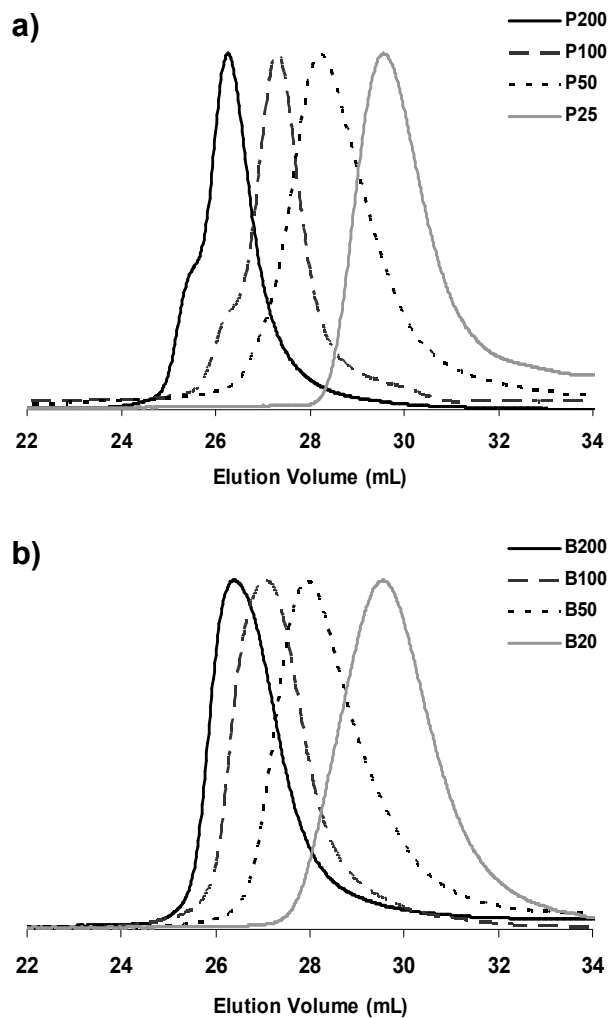 a)
P200
P100
P50
P25
22 24 26 28 30 32 34
Elution Volume (mL)
b)
B200
B100
B50
B20
22 24 26 28 30 32 34
Elution Volume (mL)